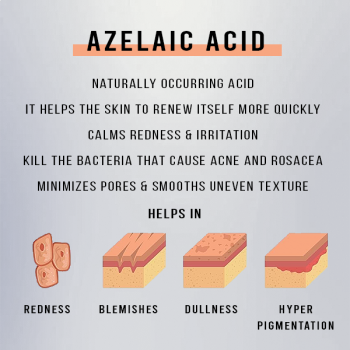 AZELAIC ACID
NATURALLY OCCURRING ACID
IT HELPS THE SKIN TO RENEW ITSELF MORE QUICKLY
CALMS REDNESS & IRRITATION
KILL THE BACTERIA THAT CAUSE ACNE AND ROSACEA
MINIMIZES PORES & SMOOTHS UNEVEN TEXTURE
HELPS IN
REDNESS
BLEMISHES
DULLNESS
HYPER
PIGMENTATION